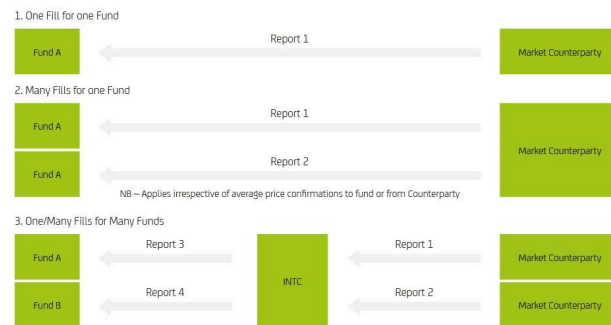 1. One Fill for one Fund
Report 1
Fund A
Market Counterparty
2. Many Fills for one Fund
Report 1
Fund A
Market Counterparty
Report 2
Fund A
NB – Applies irrespective of average price confirmations to fund or from Counterparty
3. One/Many Fills for Many Funds
Report 3
Report 1
Fund A
Market Counterparty
INTC
Report 4
Report 2
Fund B
Market Counterparty